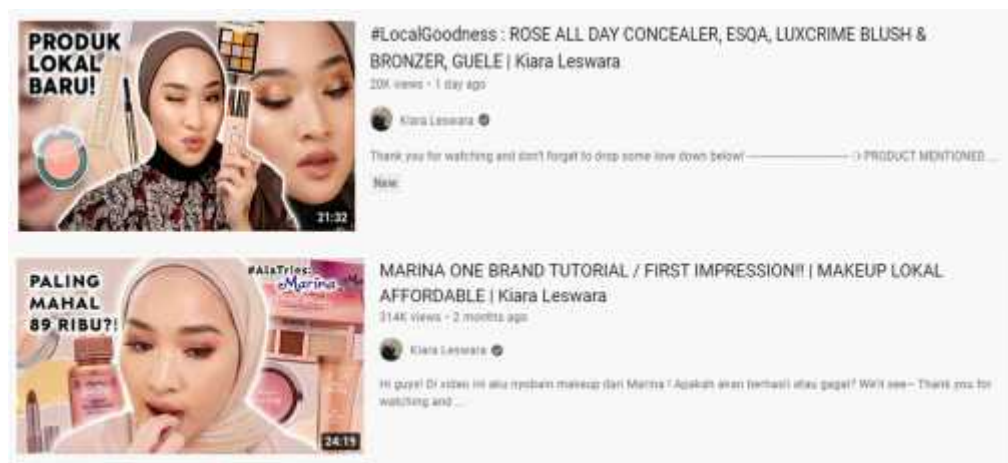 PRODUK
LOKAL
BARU!
21:32
#LocalGoodness : ROSE ALL DAY CONCEALER, ESQA, LUXCRIME BLUSH &
BRONZER, GUELE | Kiara Leswara
20K views • 1 day ago
Kiara Leswara
Thank you for watching and don't forget to drop some love down below! ——————————— :> PRODUCT MENTIONED ...
New
PALING
MAHAL
89 RIBU?!
#AlaTries:
Marina
24:19
MARINA ONE BRAND TUTORIAL / FIRST IMPRESSION!! | MAKEUP LOKAL
AFFORDABLE | Kiara Leswara
314K views • 2 months ago
Kiara Leswara
Hi guys! Di video ini aku nyobain makeup dari Marina ! Apakah akan berhasil atau gagal? We'll see~ Thank you for
watching and ...